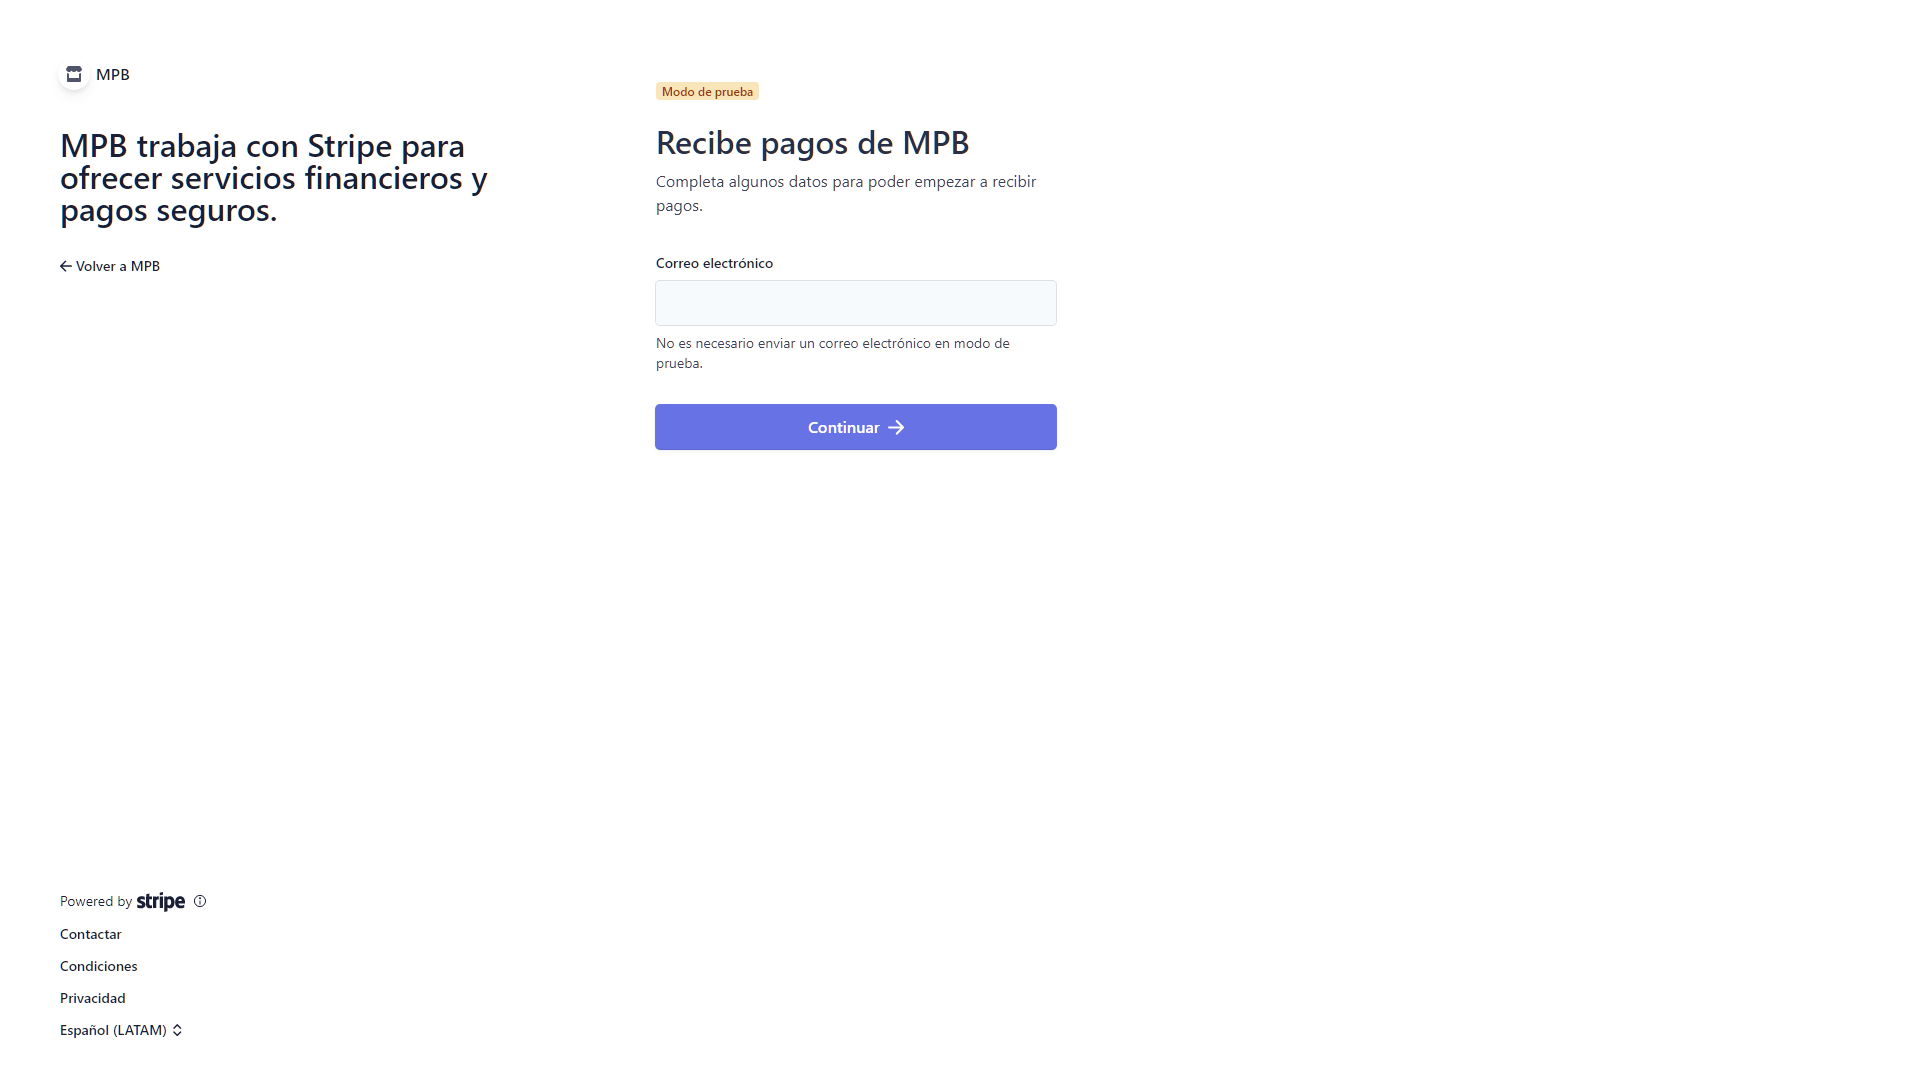 MPB
MPB trabaja con Stripe para
ofrecer servicios financieros y
pagos seguros.
Volver a MPB
Modo de prueba
Recibe pagos de MPB
Completa algunos datos para poder empezar a recibir
pagos.
Correo electrónico
No es necesario enviar un correo electrónico en modo de
prueba.
Continuar
Powered by stripe
Contactar
Condiciones
Privacidad
Español (LATAM)